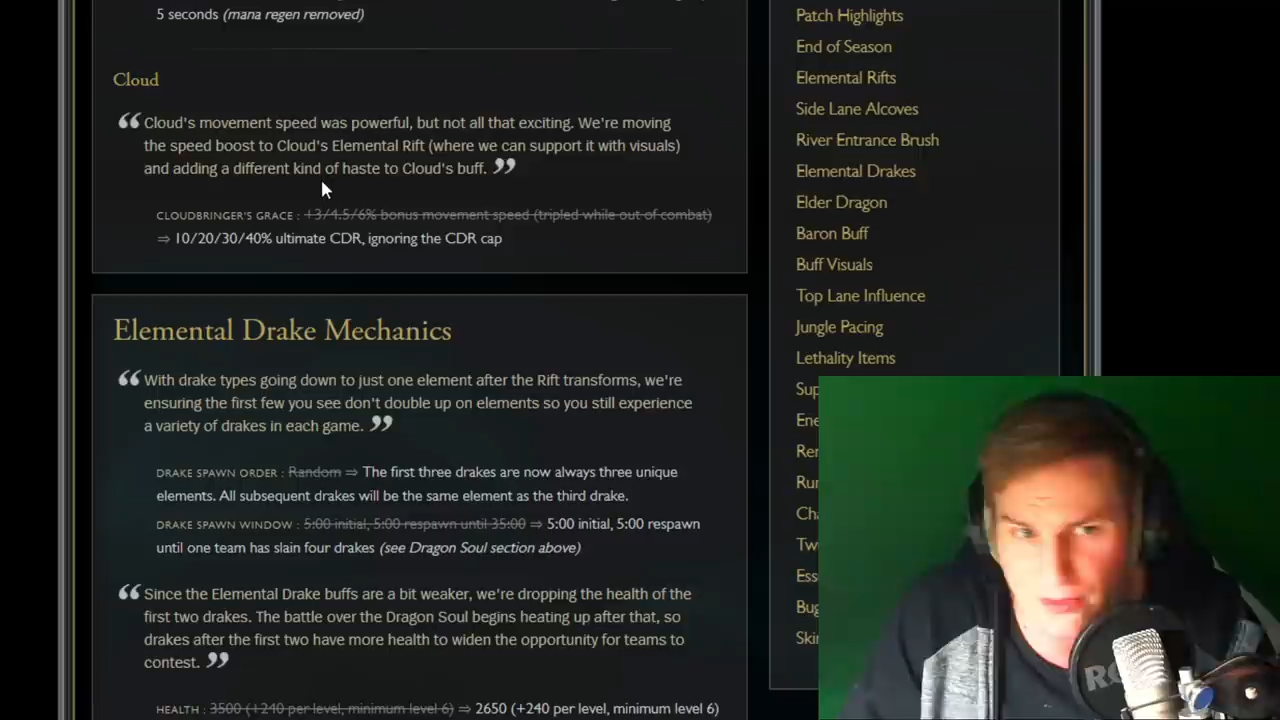 5 seconds (mana regen removed)
Cloud
“ Cloud's movement speed was powerful, but not all that exciting. We're moving
the speed boost to Cloud's Elemental Rift (where we can support it with visuals)
and adding a different kind of haste to Cloud's buff. ”
CLOUDBRINGER'S GRACE : +3/4.5/6% bonus movement speed (tripled while out of combat)
⇒ 10/20/30/40% ultimate CDR, ignoring the CDR cap
Elemental Drake Mechanics
“ With drake types going down to just one element after the Rift transforms, we're
ensuring the first few you see don't double up on elements so you still experience
a variety of drakes in each game. ”
DRAKE SPAWN ORDER : Random ⇒ The first three drakes are now always three unique
elements. All subsequent drakes will be the same element as the third drake.
DRAKE SPAWN WINDOW : 5:00 initial, 5:00 respawn until 35:00 ⇒ 5:00 initial, 5:00 respawn
until one team has slain four drakes (see Dragon Soul section above)
“ Since the Elemental Drake buffs are a bit weaker, we're dropping the health of the
first two drakes. The battle over the Dragon Soul begins heating up after that, so
drakes after the first two have more health to widen the opportunity for teams to
contest. ”
HEALTH : 3500 (+240 per level, minimum level 6) ⇒ 2650 (+240 per level, minimum level 6)
Patch Highlights
End of Season
Elemental Rifts
Side Lane Alcoves
River Entrance Brush
Elemental Drakes
Elder Dragon
Baron Buff
Buff Visuals
Top Lane Influence
Jungle Pacing
Lethality Items